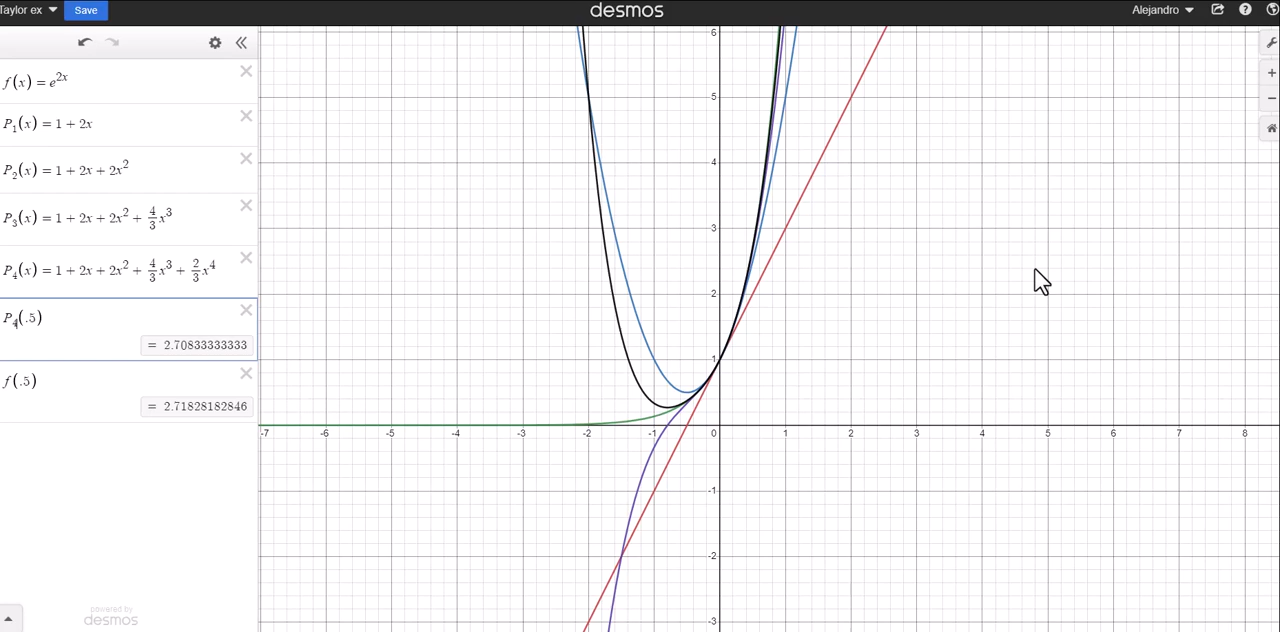 Taylor ex Save desmos Alejandro
f(x) = e^{2x}
P_1(x) = 1 + 2x
P_2(x) = 1 + 2x + 2x^2
P_3(x) = 1 + 2x + 2x^2 + \frac{4}{3}x^3
P_4(x) = 1 + 2x + 2x^2 + \frac{4}{3}x^3 + \frac{2}{3}x^4
P_4(.5)
= 2.70833333333
f(.5)
= 2.71828182846
powered by
desmos
6
5
4
3
2
1
-7 -6 -5 -4 -3 -2 -1 0 1 2 3 4 5 6 7 8
-1
-2
-3